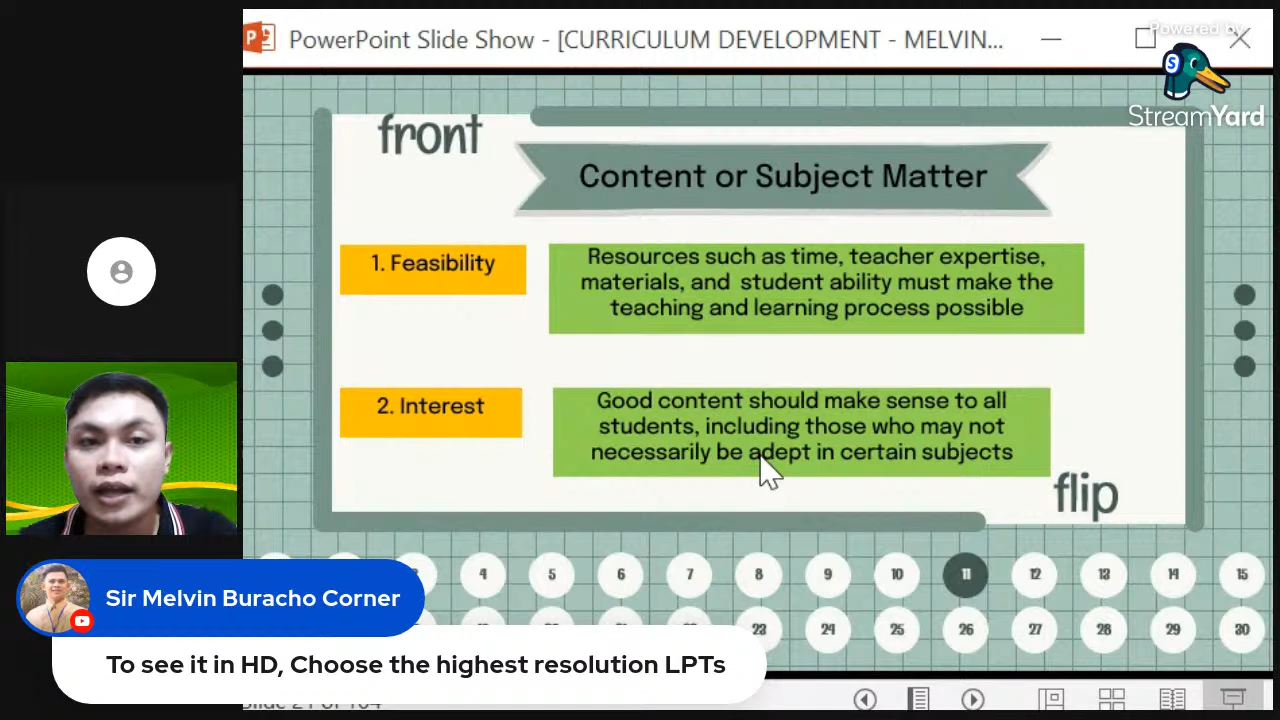 PowerPoint Slide Show - [CURRICULUM DEVELOPMENT - MELVIN...
Powered by
StreamYard
front
Content or Subject Matter
1. Feasibility
Resources such as time, teacher expertise,
materials, and student ability must make the
teaching and learning process possible
2. Interest
Good content should make sense to all
students, including those who may not
necessarily be adept in certain subjects
flip
4 5 6 7 8 9 10 11 12 13 14 15
23 24 25 26 27 28 29 30
Sir Melvin Buracho Corner
To see it in HD, Choose the highest resolution LPTs